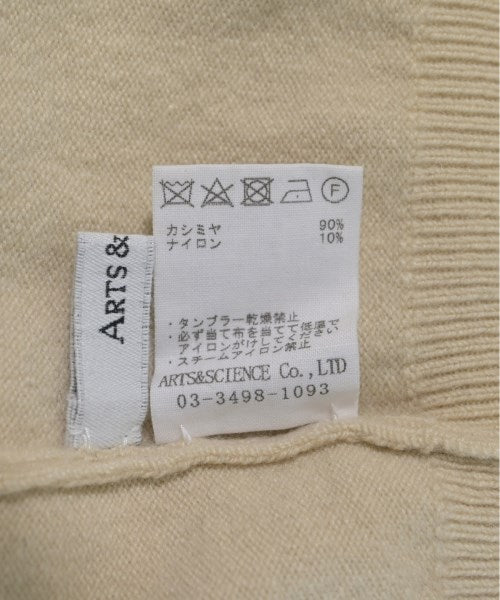 F
カシミヤ 90%
ナイロン 10%
・タンブラー乾燥禁止
・必ず当て布を当てて低温で
アイロンがけしてください
・スチームアイロン禁止
ARTS&SCIENCE Co.,LTD
03-3498-1093
ARTS &